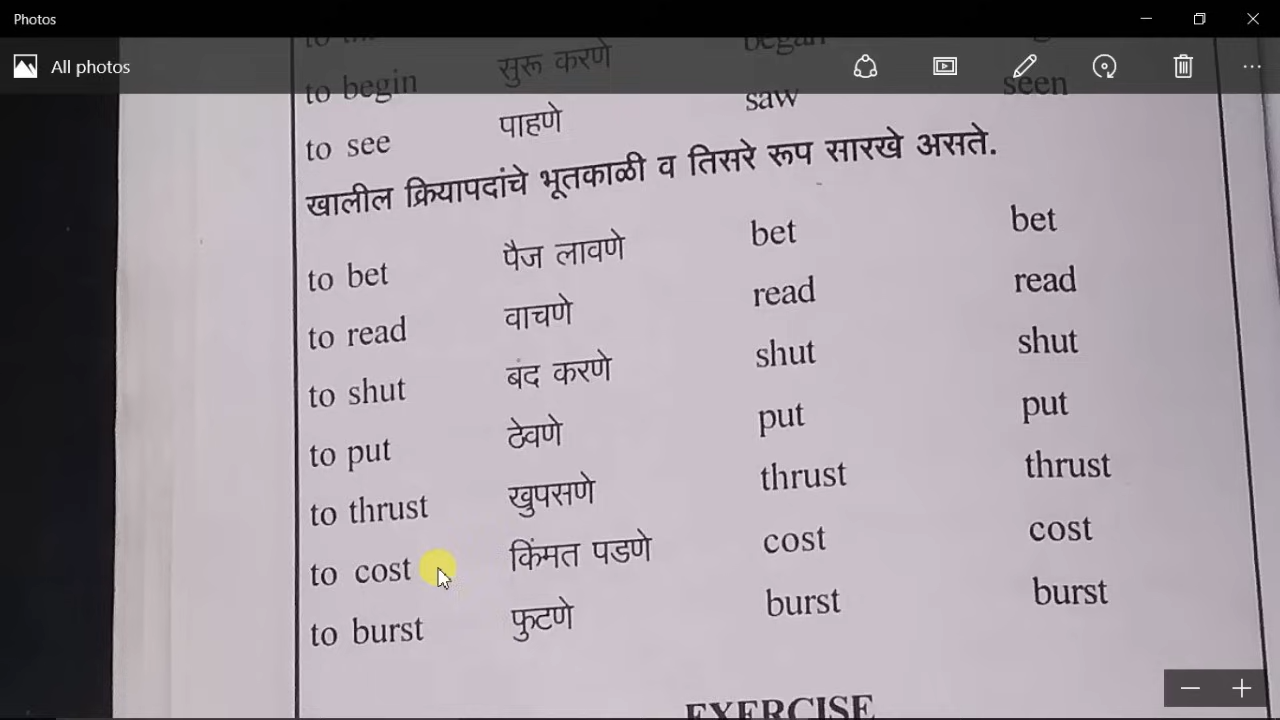 Photos
All photos
to begin सुरू करणे began
to see पाहणे saw seen
खालील क्रियापदांचे भूतकाळी व तिसरे रूप सारखे असते.
to bet पैज लावणे bet bet
to read वाचणे read read
to shut बंद करणे shut shut
to put ठेवणे put put
to thrust खुपसणे thrust thrust
to cost किंमत पडणे cost cost
to burst फुटणे burst burst
EXERCISE